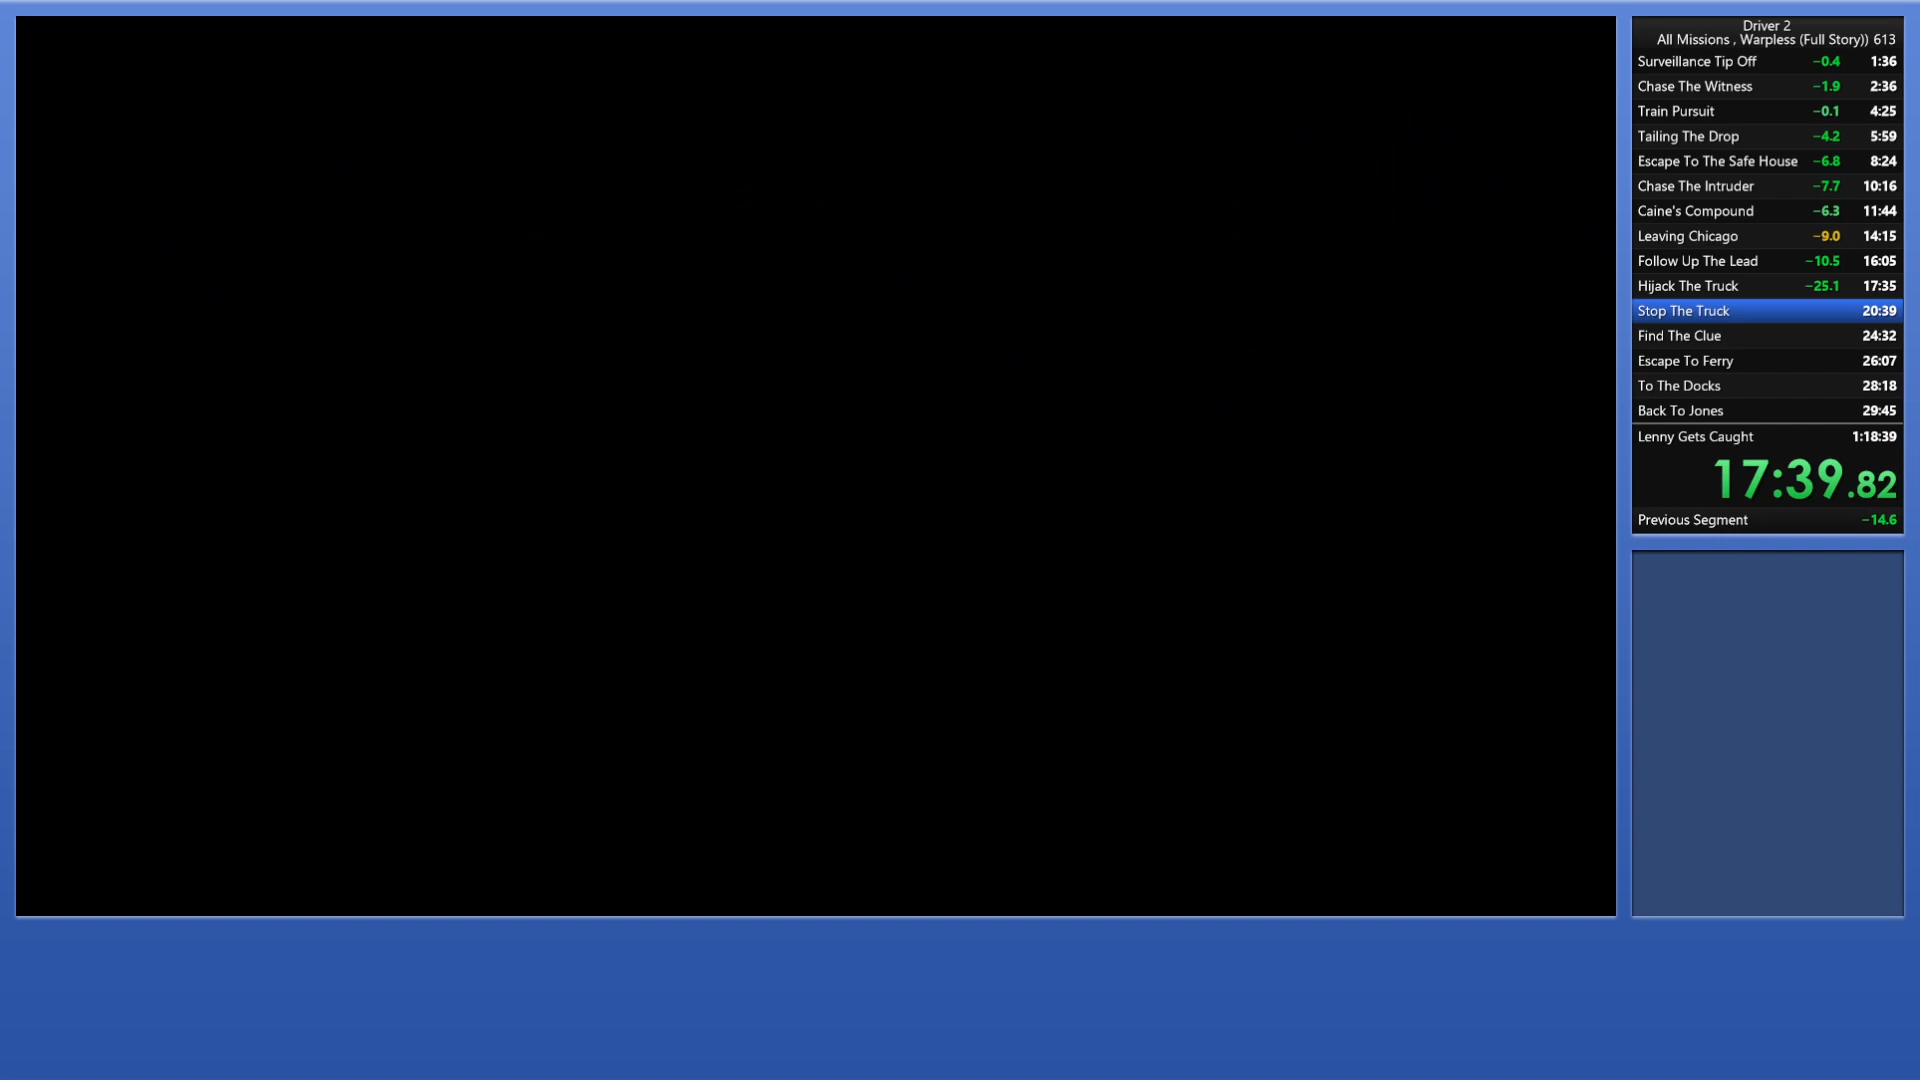 Driver 2
All Missions , Warpless (Full Story)) 613
Surveillance Tip Off −0.4 1:36
Chase The Witness −1.9 2:36
Train Pursuit −0.1 4:25
Tailing The Drop −4.2 5:59
Escape To The Safe House −6.8 8:24
Chase The Intruder −7.7 10:16
Caine's Compound −6.3 11:44
Leaving Chicago −9.0 14:15
Follow Up The Lead −10.5 16:05
Hijack The Truck −25.1 17:35
Stop The Truck 20:39
Find The Clue 24:32
Escape To Ferry 26:07
To The Docks 28:18
Back To Jones 29:45
Lenny Gets Caught 1:18:39
17:39.82
Previous Segment −14.6